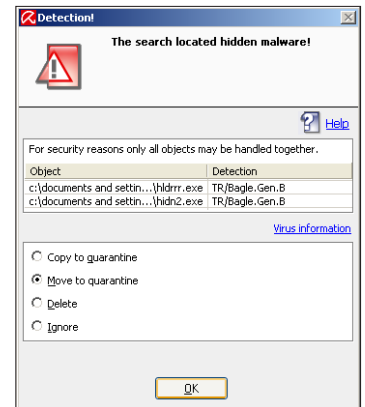 Detection!
The search located hidden malware!
Help
For security reasons only all objects may be handled together.
Object Detection
c:\documents and settin...\hldrrr.exe TR/Bagle.Gen.B
c:\documents and settin...\hidn2.exe TR/Bagle.Gen.B
Virus information
Copy to quarantine
Move to quarantine
Delete
Ignore
OK